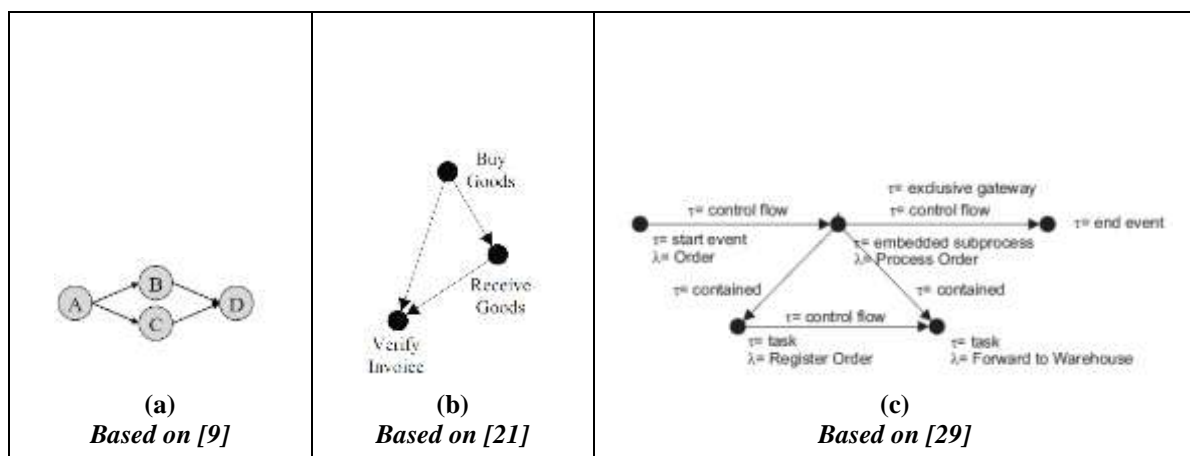 A
B
C
D
(a)
Based on [9]
Buy
Goods
Receive
Goods
Verify
Invoice
(b)
Based on [21]
τ= exclusive gateway
τ= control flow
τ= control flow
τ= end event
τ= start event
λ= Order
τ= embedded subprocess
λ= Process Order
τ= contained
τ= contained
τ= control flow
τ= task
λ= Register Order
τ= task
λ= Forward to Warehouse
(c)
Based on [29]